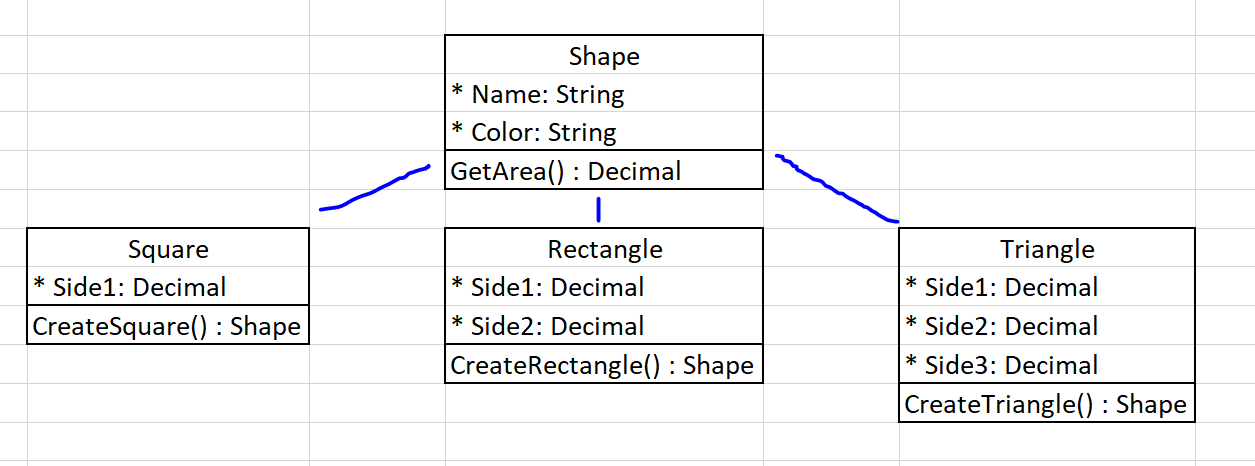 Shape
* Name: String
* Color: String
GetArea() : Decimal
Square
* Side1: Decimal
CreateSquare() : Shape
Rectangle
* Side1: Decimal
* Side2: Decimal
CreateRectangle() : Shape
Triangle
* Side1: Decimal
* Side2: Decimal
* Side3: Decimal
CreateTriangle() : Shape